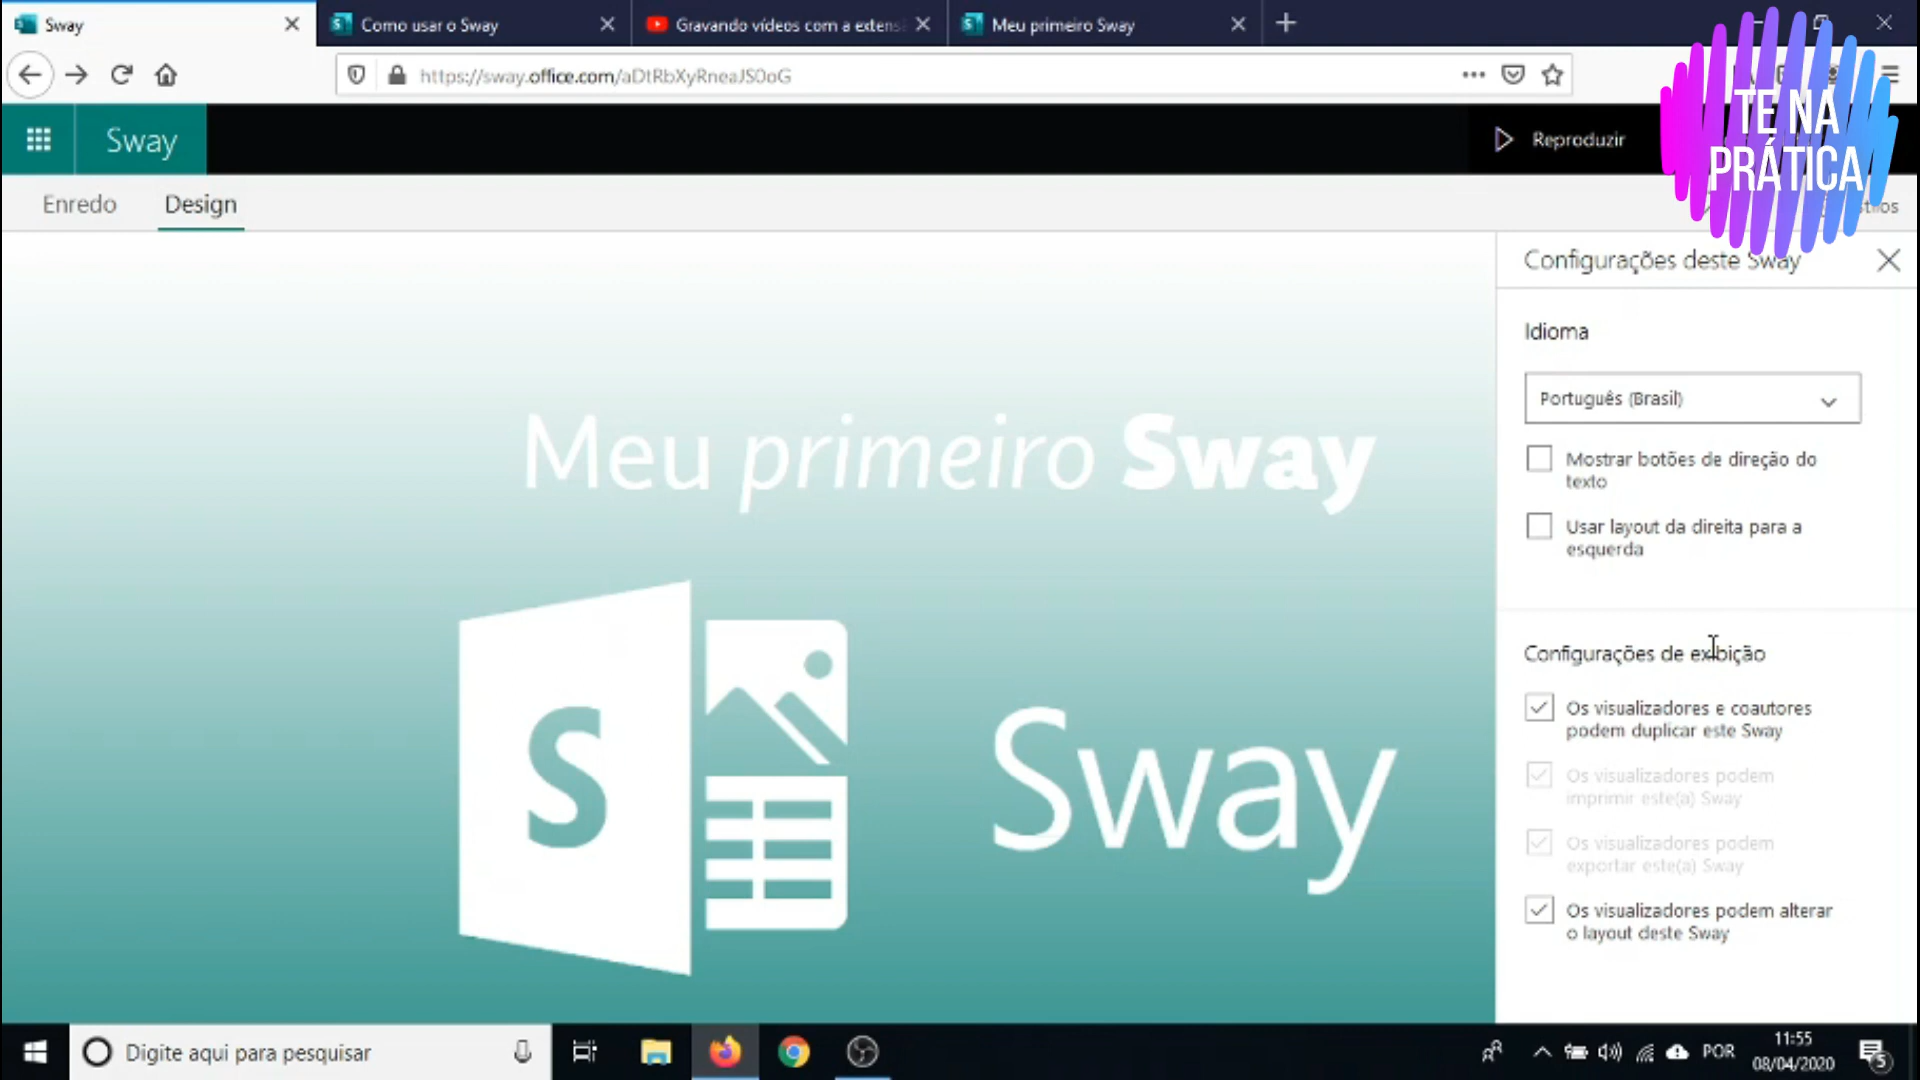 Sway
Como usar o Sway
Gravando vídeos com a extens
Meu primeiro Sway
https://sway.office.com/aDtRbXyRneaJS0oG
Sway
Reproduzir
TE NA
PRÁTICA
Enredo
Design
Configurações deste Sway
Idioma
Português (Brasil)
Mostrar botões de direção do
texto
Usar layout da direita para a
esquerda
Configurações de exibição
Os visualizadores e coautores
podem duplicar este Sway
Os visualizadores podem
imprimir este(a) Sway
Os visualizadores podem
exportar este(a) Sway
Os visualizadores podem alterar
o layout deste Sway
Meu primeiro Sway
S
Sway
Digite aqui para pesquisar
POR
11:55
08/04/2020
5